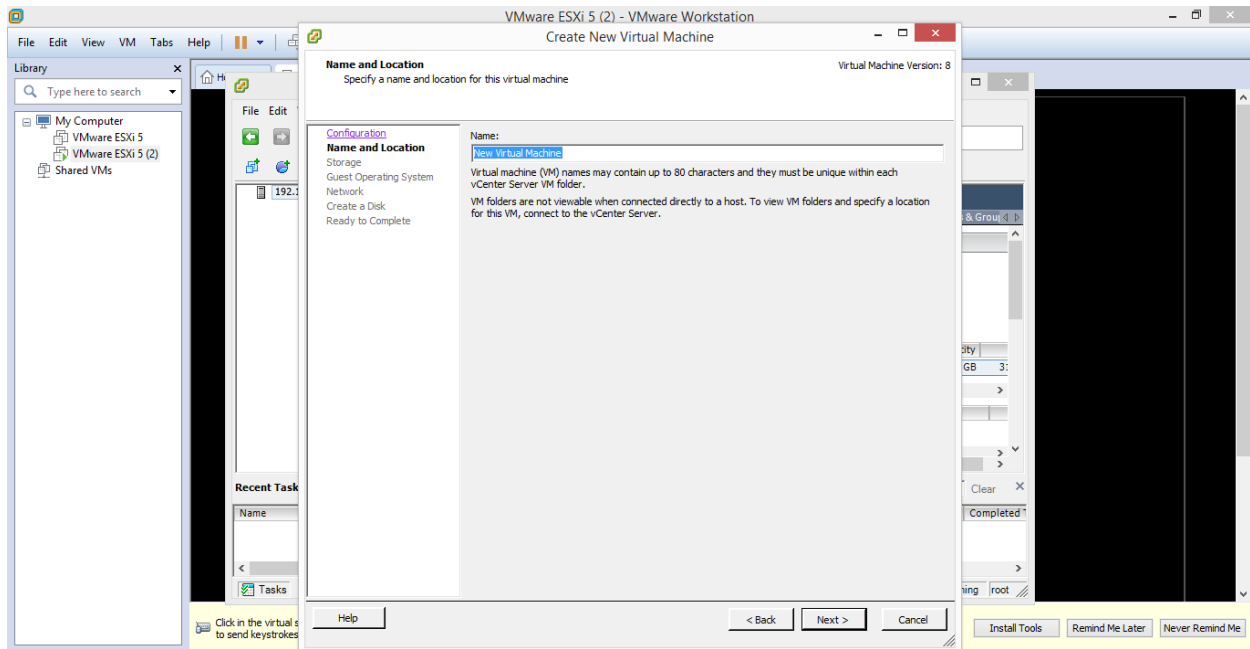 VMware ESXi 5 (2) - VMware Workstation
File Edit View VM Tabs Help
Library
Type here to search
My Computer
VMware ESXi 5
VMware ESXi 5 (2)
Shared VMs
File Edit
192.1
Recent Task
Name
Tasks
Create New Virtual Machine
Name and Location
Specify a name and location for this virtual machine
Virtual Machine Version: 8
Configuration
Name and Location
Storage
Guest Operating System
Network
Create a Disk
Ready to Complete
Name:
New Virtual Machine
Virtual machine (VM) names may contain up to 80 characters and they must be unique within each
vCenter Server VM folder.
VM folders are not viewable when connected directly to a host. To view VM folders and specify a location
for this VM, connect to the vCenter Server.
Help
< Back
Next >
Cancel
& Grou
GB 3
Clear
Completed
root
Click in the virtual s
to send keystrokes
Install Tools
Remind Me Later
Never Remind Me